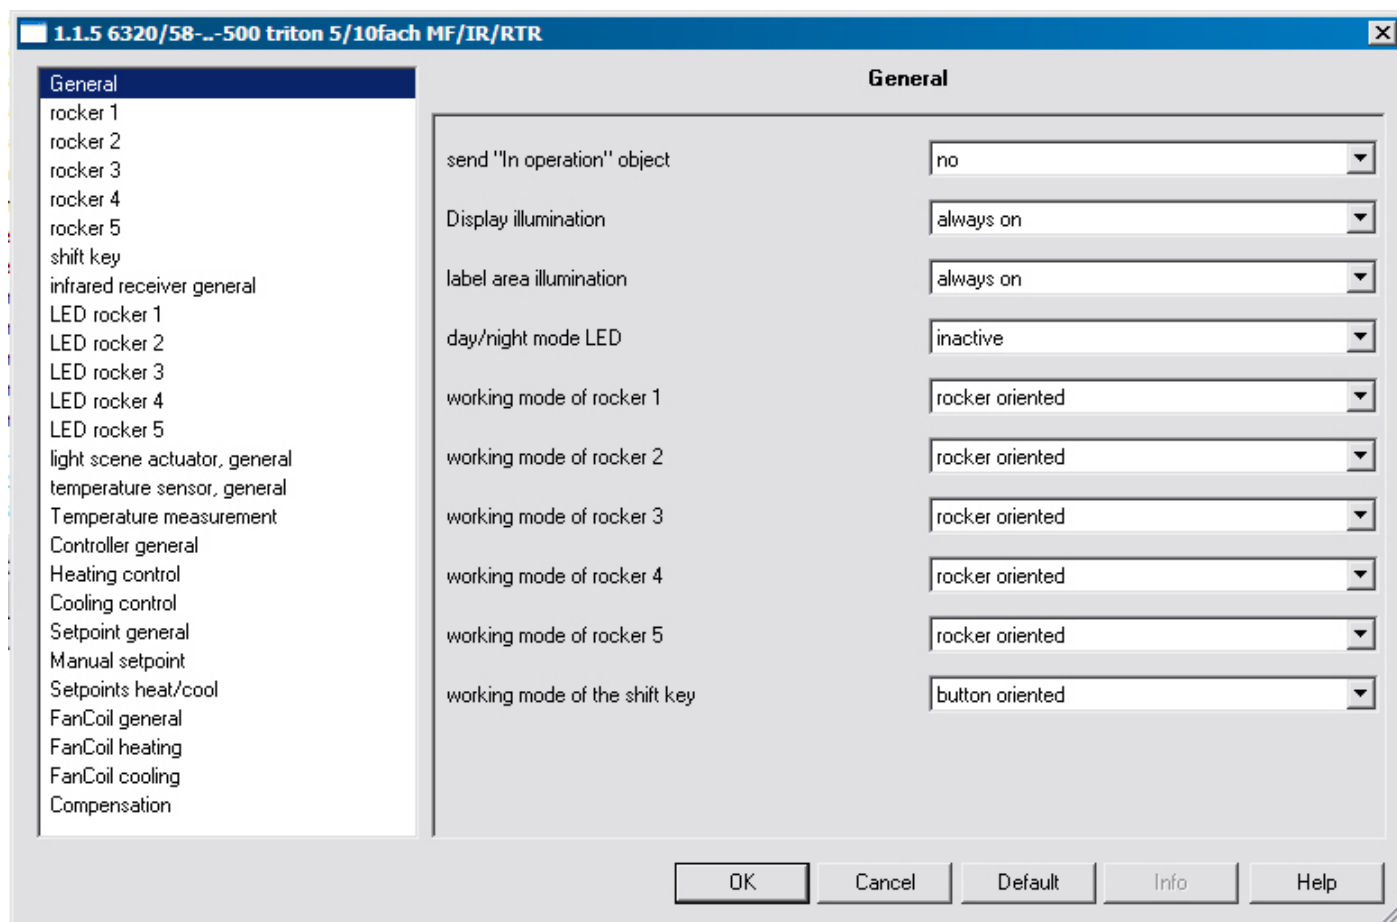 1.1.5 6320/58-..-500 triton 5/10fach MF/IR/RTR
General
rocker 1
rocker 2
rocker 3
rocker 4
rocker 5
shift key
infrared receiver general
LED rocker 1
LED rocker 2
LED rocker 3
LED rocker 4
LED rocker 5
light scene actuator, general
temperature sensor, general
Temperature measurement
Controller general
Heating control
Cooling control
Setpoint general
Manual setpoint
Setpoints heat/cool
FanCoil general
FanCoil heating
FanCoil cooling
Compensation
General
send "In operation" object no
Display illumination always on
label area illumination always on
day/night mode LED inactive
working mode of rocker 1 rocker oriented
working mode of rocker 2 rocker oriented
working mode of rocker 3 rocker oriented
working mode of rocker 4 rocker oriented
working mode of rocker 5 rocker oriented
working mode of the shift key button oriented
OK Cancel Default Info Help